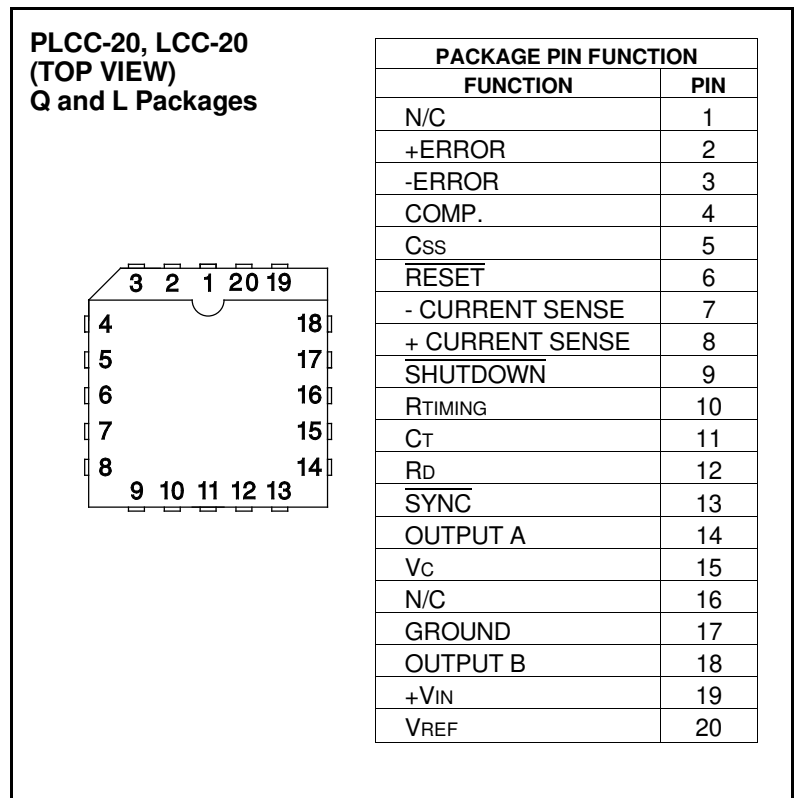 PLCC-20, LCC-20
(TOP VIEW)
Q and L Packages
3 2 1 20 19
4 18
5 17
6 16
7 15
8 14
9 10 11 12 13
PACKAGE PIN FUNCTION
FUNCTION PIN
N/C 1
+ERROR 2
-ERROR 3
COMP. 4
CSS 5
R̅E̅S̅E̅T̅ 6
- CURRENT SENSE 7
+ CURRENT SENSE 8
S̅H̅U̅T̅D̅O̅W̅N̅ 9
RTIMING 10
CT 11
RD 12
S̅Y̅N̅C̅ 13
OUTPUT A 14
VC 15
N/C 16
GROUND 17
OUTPUT B 18
+VIN 19
VREF 20